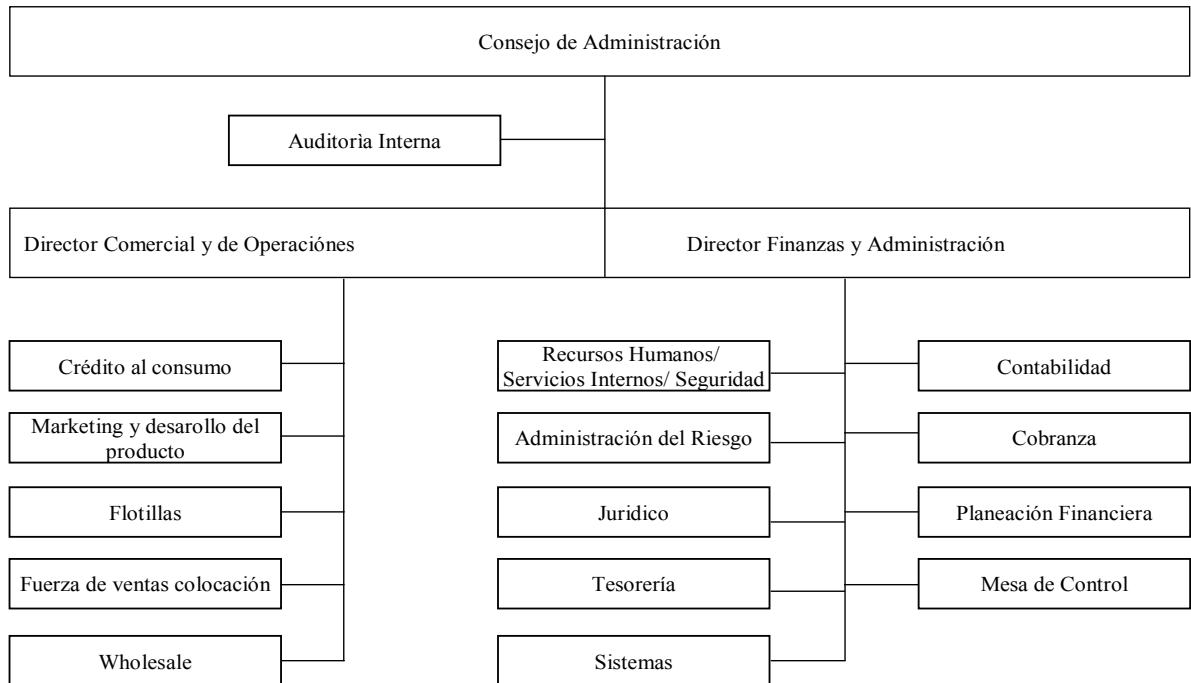 Consejo de Administración
Auditorìa Interna
Director Comercial y de Operaciónes
Director Finanzas y Administración
Crédito al consumo
Marketing y desarollo del
producto
Flotillas
Fuerza de ventas colocación
Wholesale
Recursos Humanos/
Servicios Internos/ Seguridad
Administración del Riesgo
Juridico
Tesorería
Sistemas
Contabilidad
Cobranza
Planeación Financiera
Mesa de Control